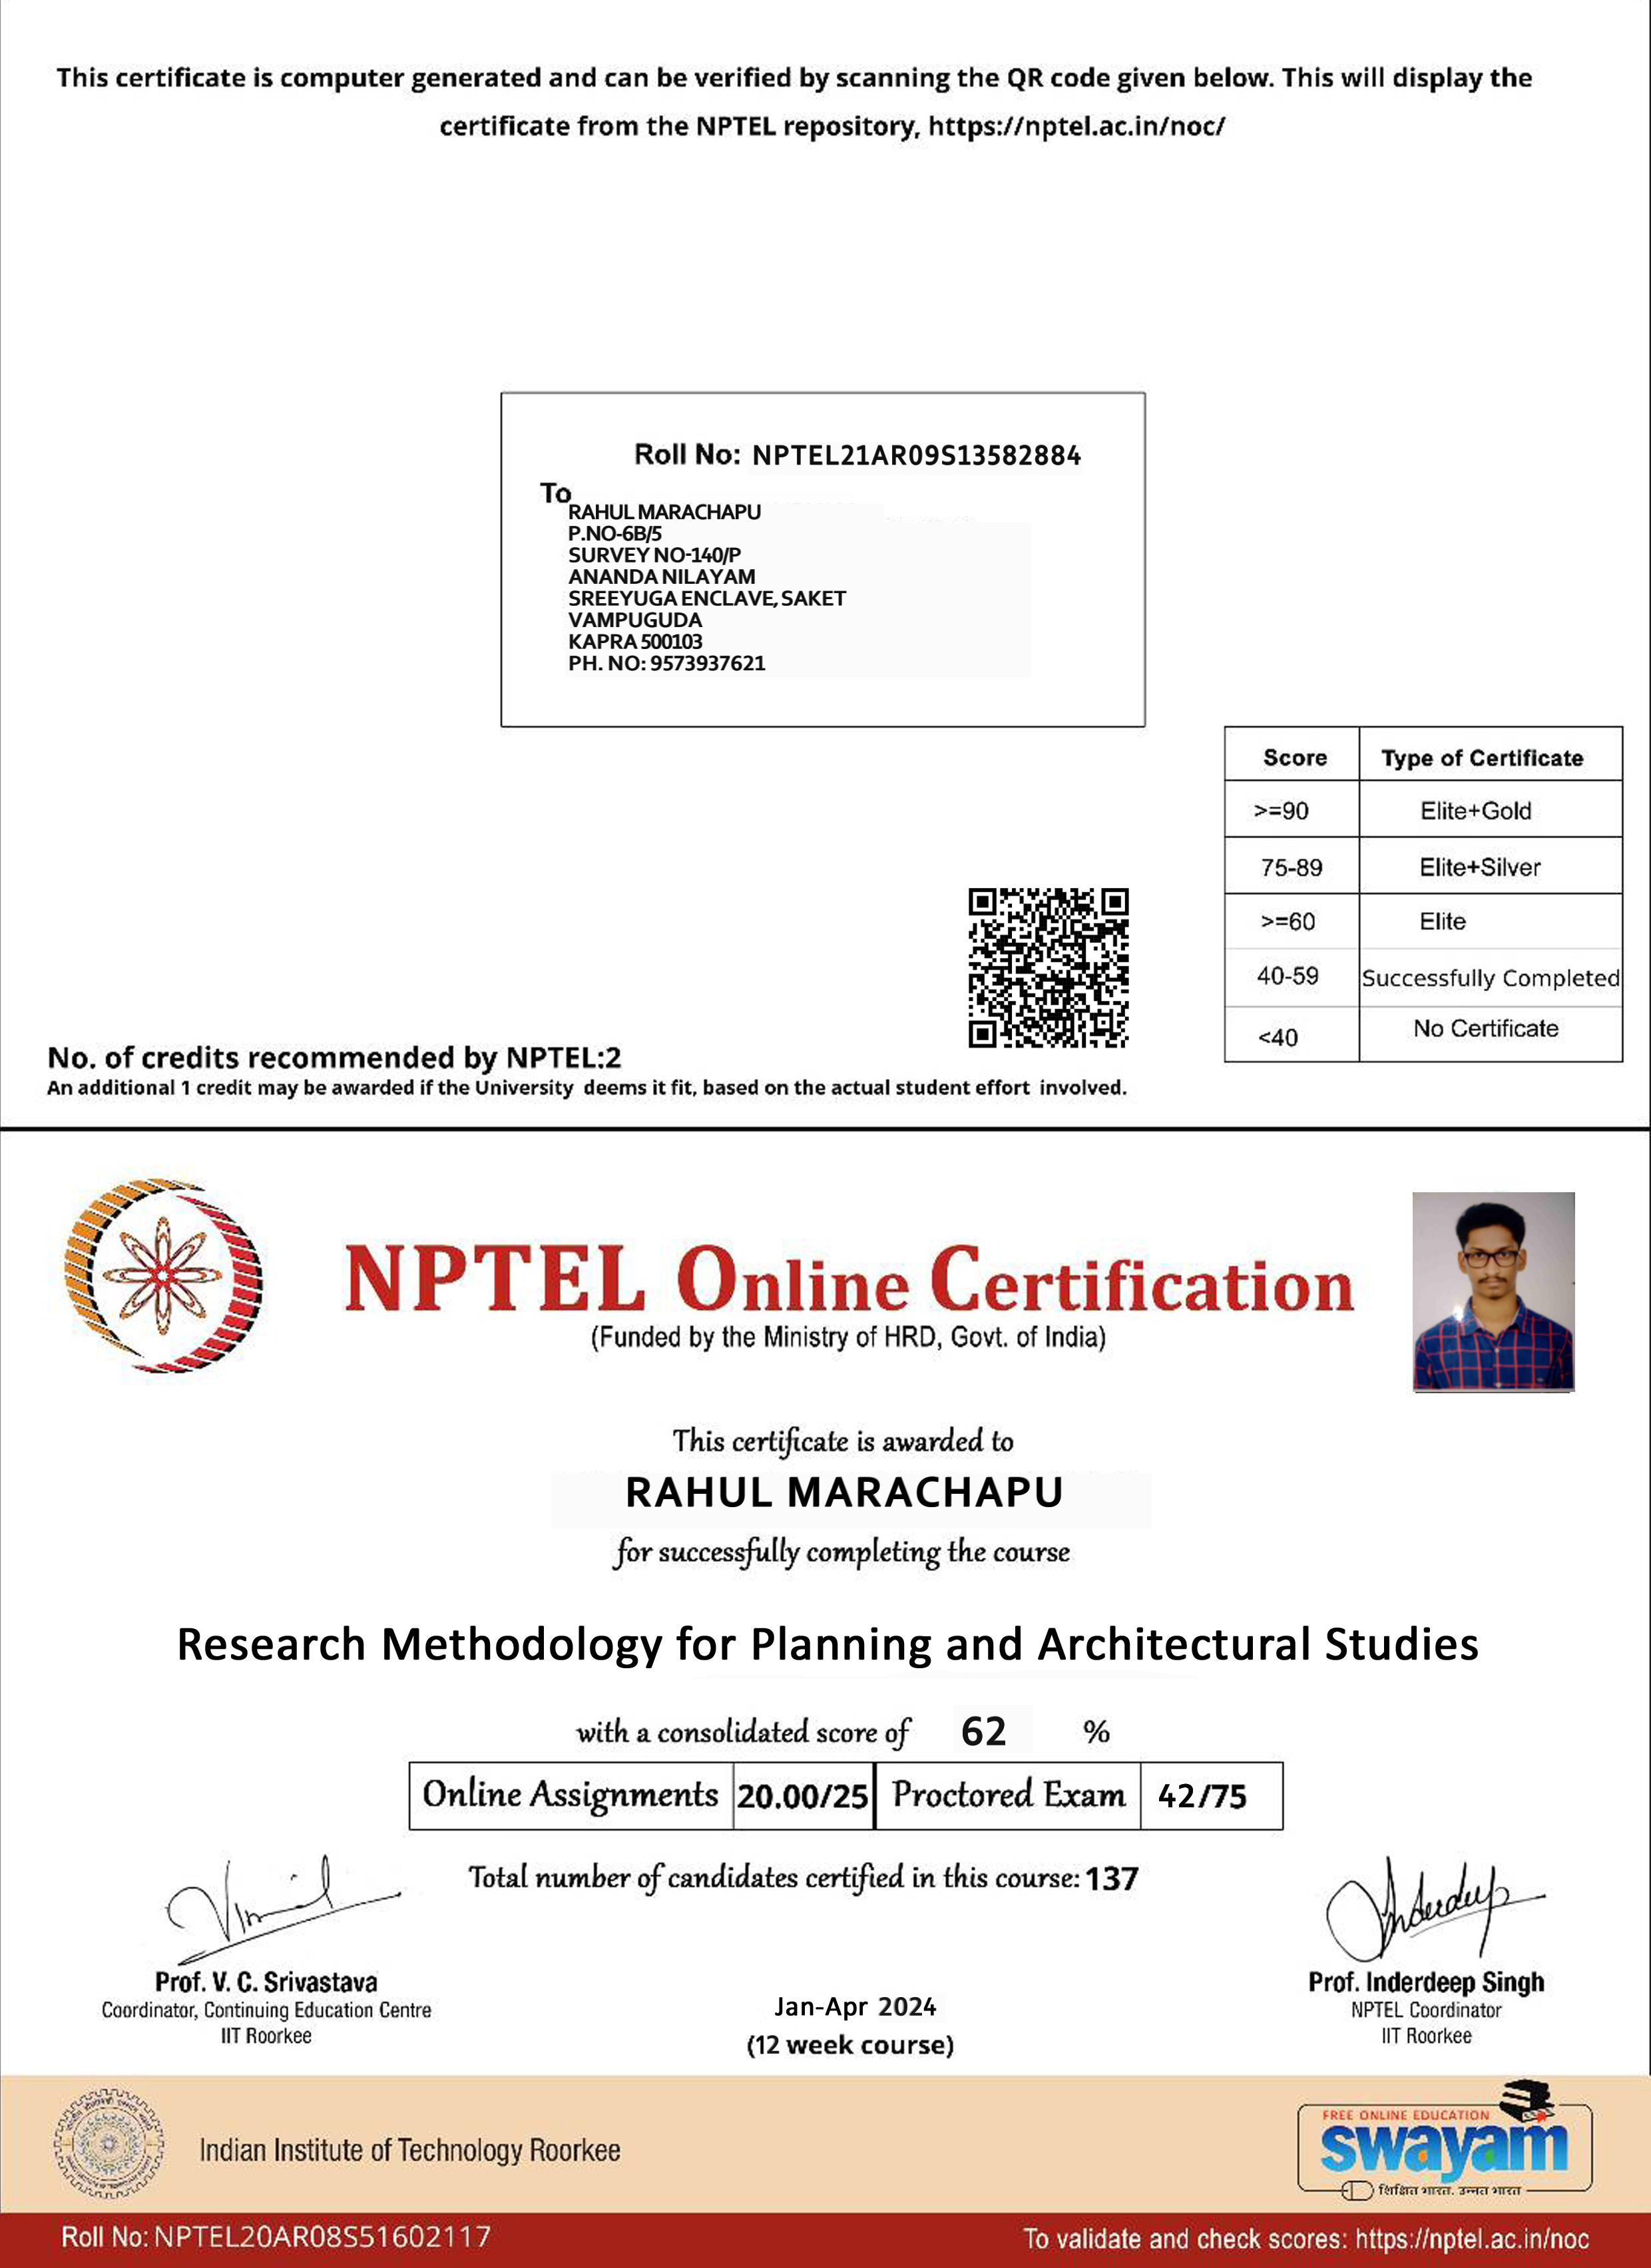 This certificate is computer generated and can be verified by scanning the QR code given below. This will display the
certificate from the NPTEL repository, https://nptel.ac.in/noc/
Roll No: NPTEL21AR09S13582884
To
RAHUL MARACHAPU
P.NO-6B/5
SURVEY NO-140/P
ANANDA NILAYAM
SREEYUGA ENCLAVE, SAKET
VAMPUGUDA
KAPRA 500103
PH. NO: 9573937621
Score Type of Certificate
>=90 Elite+Gold
75-89 Elite+Silver
>=60 Elite
40-59 Successfully Completed
<40 No Certificate
No. of credits recommended by NPTEL:2
An additional 1 credit may be awarded if the University deems it fit, based on the actual student effort involved.
NPTEL Online Certification
(Funded by the Ministry of HRD, Govt. of India)
This certificate is awarded to
RAHUL MARACHAPU
for successfully completing the course
Research Methodology for Planning and Architectural Studies
with a consolidated score of 62 %
Online Assignments 20.00/25 Proctored Exam 42/75
Total number of candidates certified in this course: 137
Vimal
Inderdeep
Prof. V. C. Srivastava
Coordinator, Continuing Education Centre
IIT Roorkee
Jan-Apr 2024
(12 week course)
Prof. Inderdeep Singh
NPTEL Coordinator
IIT Roorkee
Indian Institute of Technology Roorkee
FREE ONLINE EDUCATION
swayam
शिक्षित भारत, उन्नत भारत
Roll No: NPTEL20AR08S51602117
To validate and check scores: https://nptel.ac.in/noc